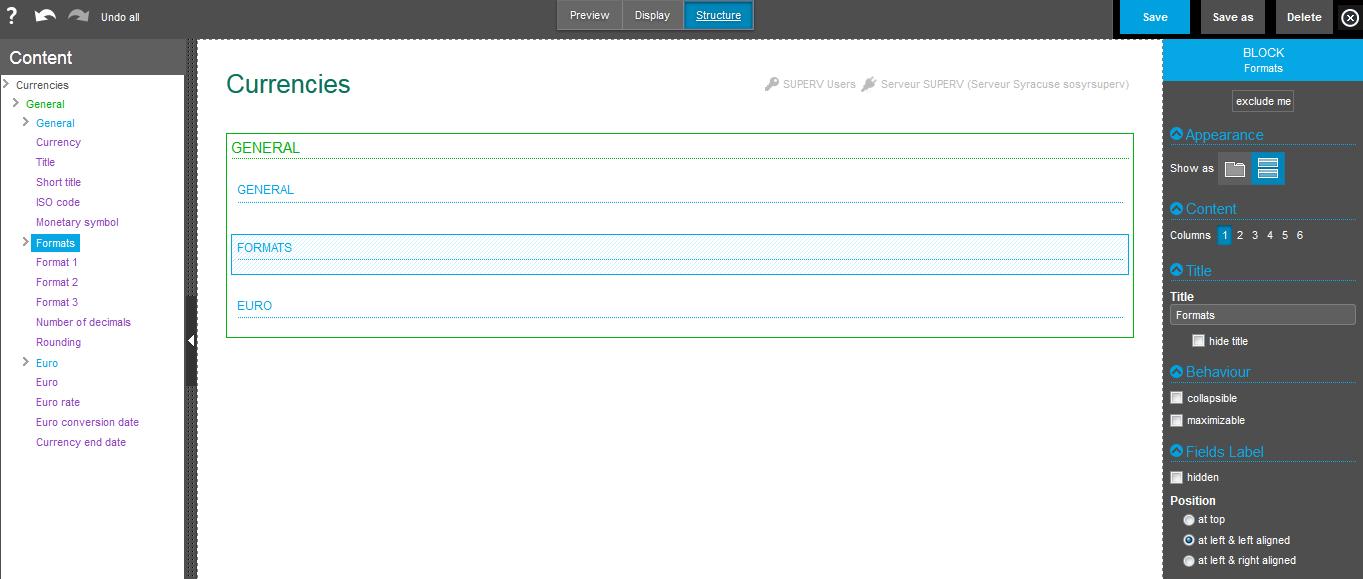 ? Undo all Preview Display Structure Save Save as Delete
Content
Currencies
General
General
Currency
Title
Short title
ISO code
Monetary symbol
Formats
Format 1
Format 2
Format 3
Number of decimals
Rounding
Euro
Euro
Euro rate
Euro conversion date
Currency end date
Currencies
SUPERV Users Serveur SUPERV (Serveur Syracuse sosyrsuperv)
GENERAL
GENERAL
FORMATS
EURO
BLOCK
Formats
exclude me
Appearance
Show as
Content
Columns 1 2 3 4 5 6
Title
Title
Formats
hide title
Behaviour
collapsible
maximizable
Fields Label
hidden
Position
at top
at left & left aligned
at left & right aligned